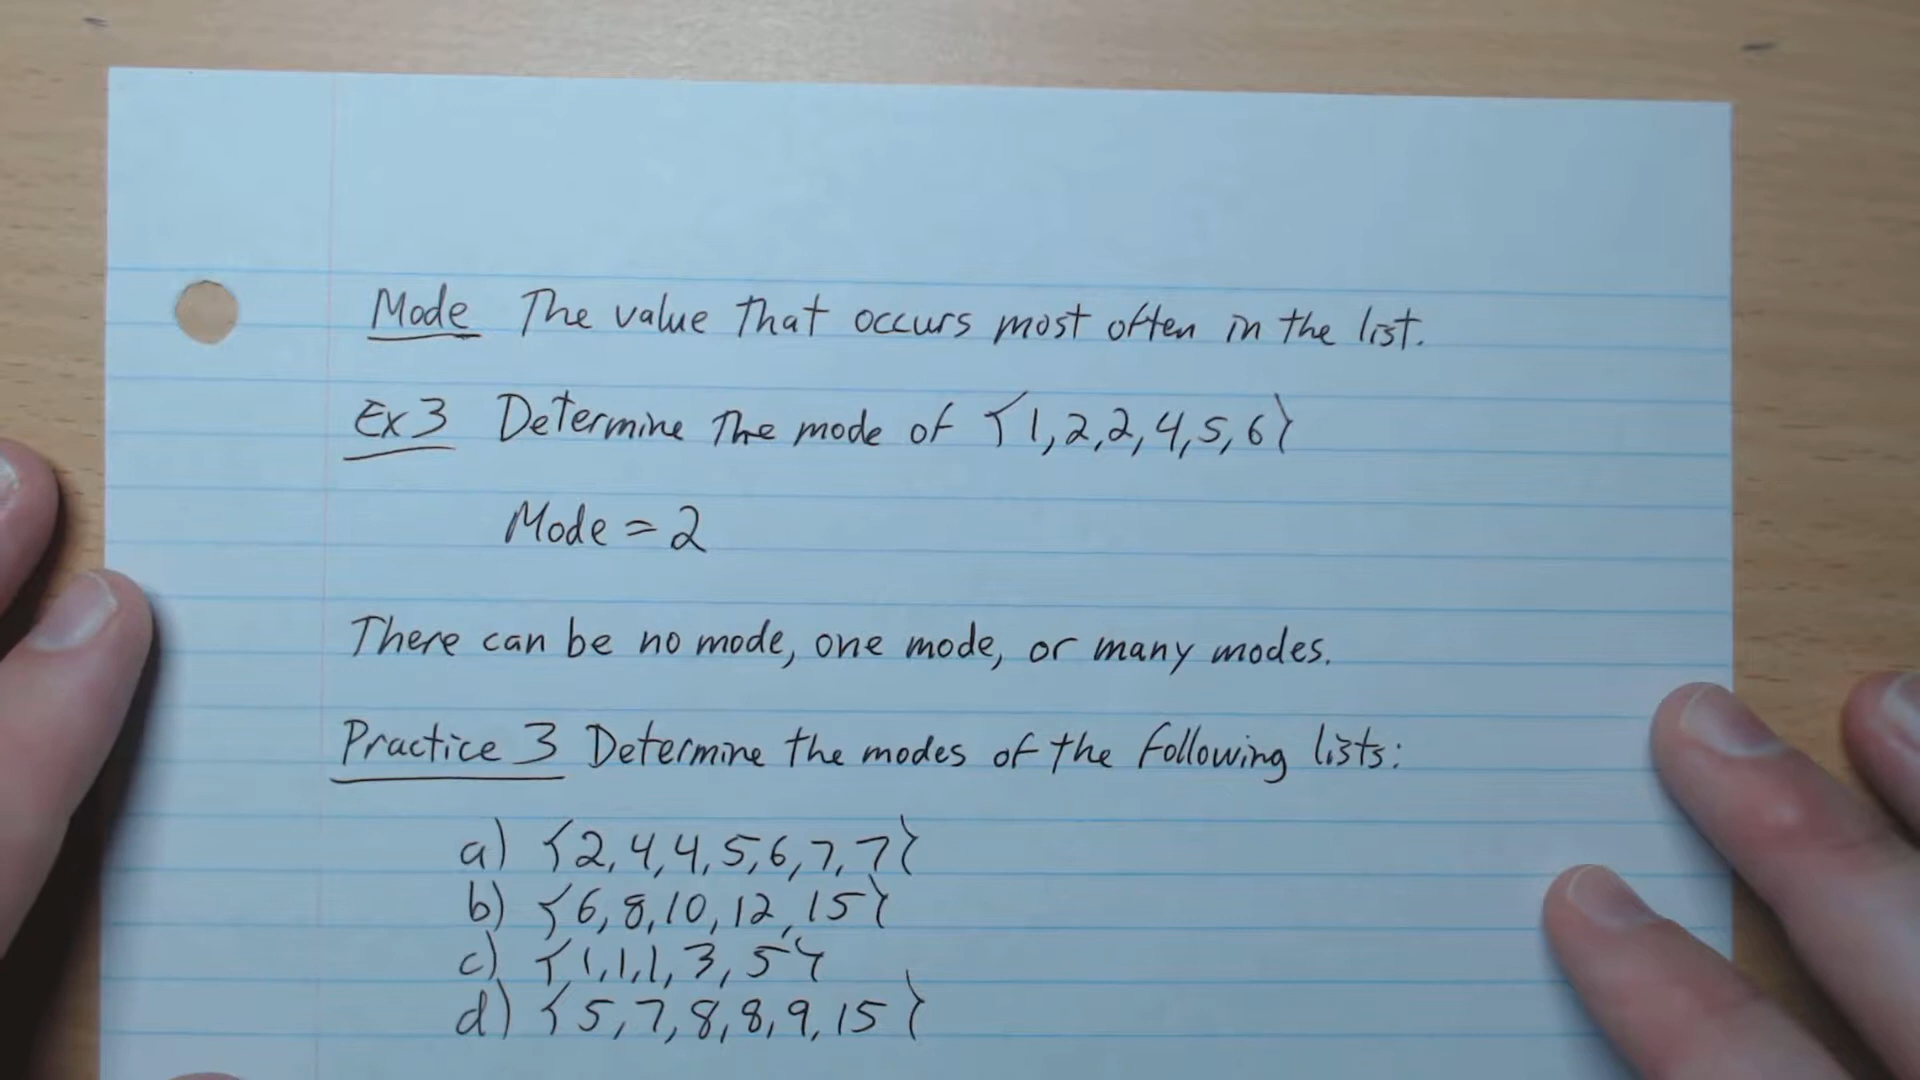 Mode The value that occurs most often in the list.
Ex 3 Determine the mode of {1,2,2,4,5,6}
Mode = 2
There can be no mode, one mode, or many modes.
Practice 3 Determine the modes of the following lists:
a) {2,4,4,5,6,7,7}
b) {6,8,10,12,15}
c) {1,1,1,3,5}
d) {5,7,8,8,9,15}